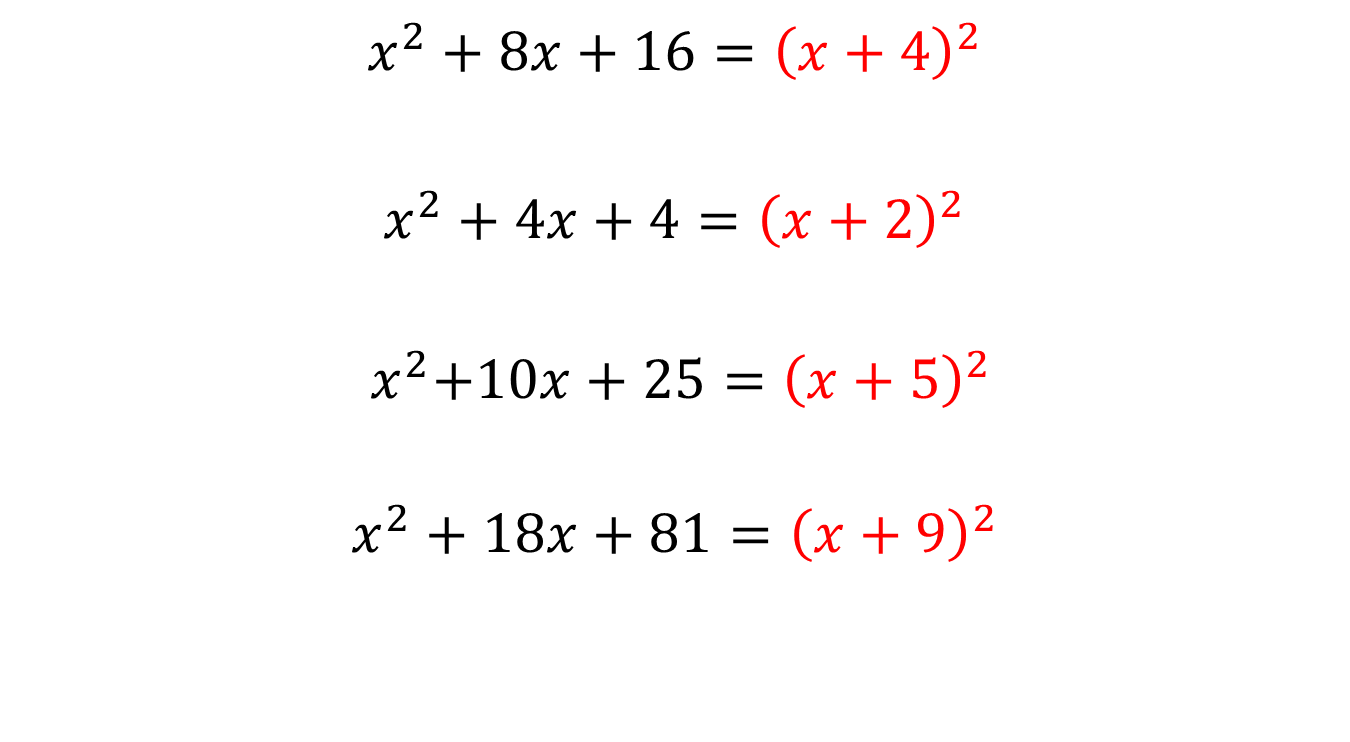 x² + 8x + 16 = (x + 4)²
x² + 4x + 4 = (x + 2)²
x²+10x + 25 = (x + 5)²
x² + 18x + 81 = (x + 9)²